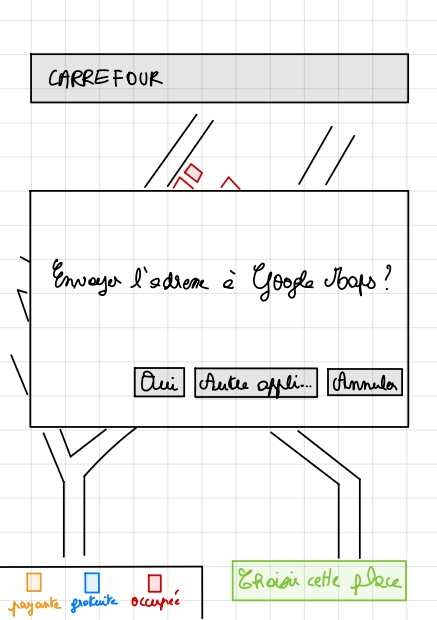 CARREFOUR
Envoyer l'adresse à Google Maps ?
Oui Autre appli... Annuler
Choisir cette place
payante gratuite occupée